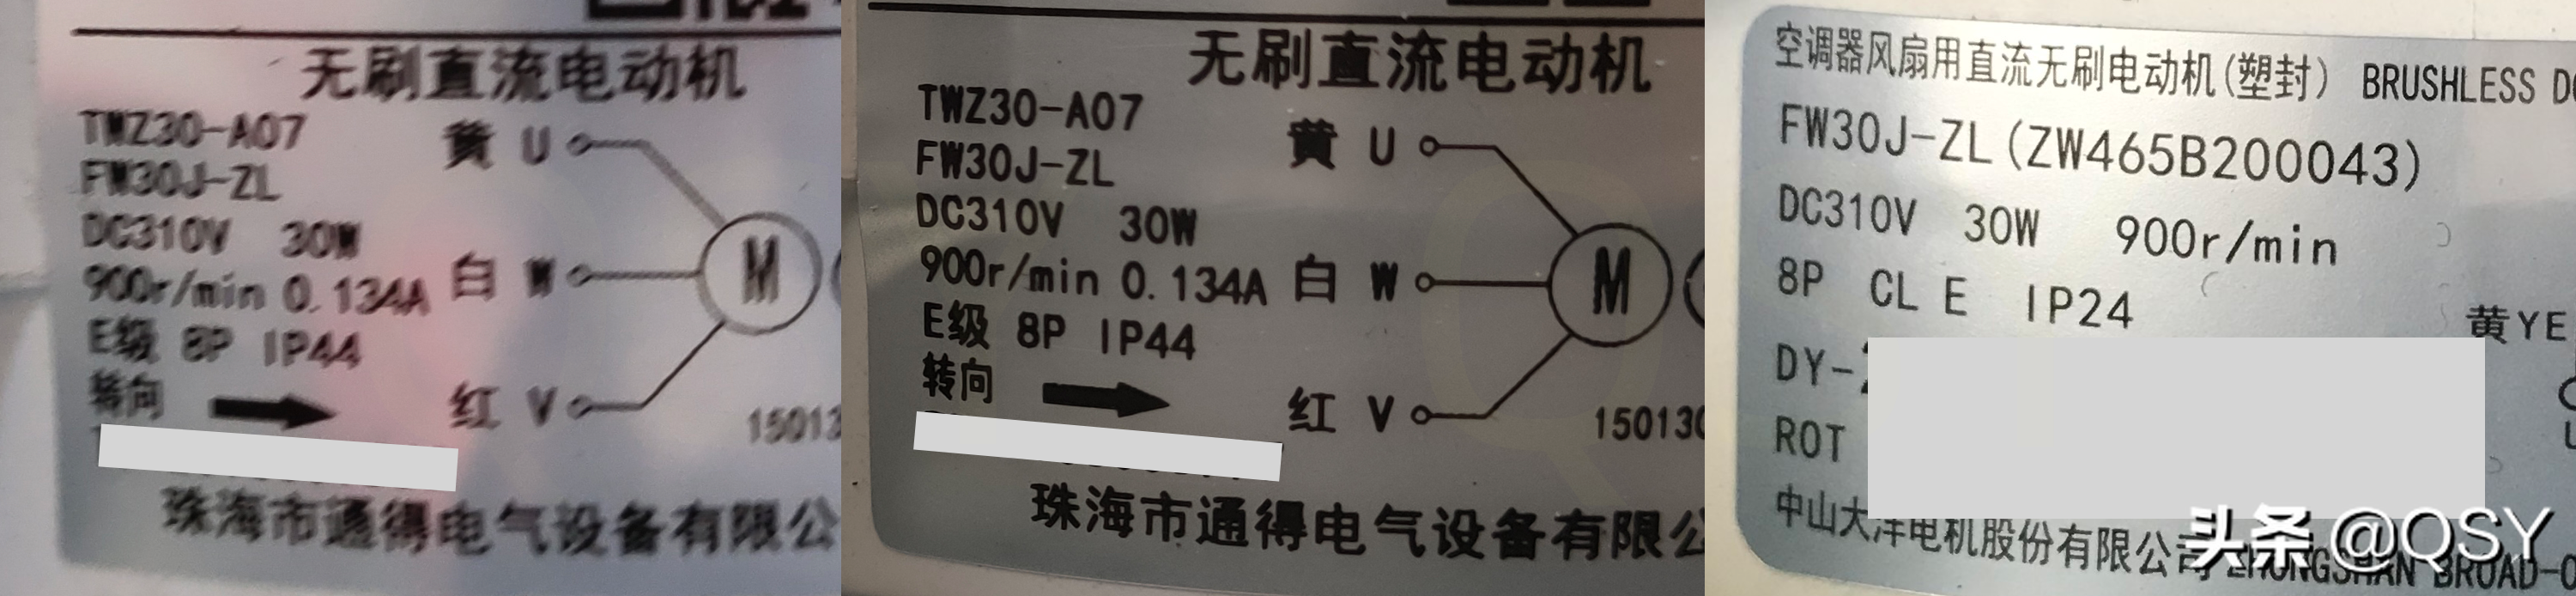 无刷直流电动机
TWZ30-A07
黄 U
FW30J-ZL
DC310V 30W
M
900r/min 0.134A
白 W
E级 8P IP44
转向
红 V
15013
珠海市通得电气设备有限公
无刷直流电动机
TWZ30-A07
黄 U
FW30J-ZL
DC310V 30W
M
900r/min 0.134A
白 W
E级 8P IP44
转向
红 V
15013
珠海市通得电气设备有限公
空调器风扇用直流无刷电动机(塑封) BRUSHLESS D
FW30J-ZL(ZW465B200043)
DC310V 30W 900r/min
8P CL E IP24
黄YE
DY-
ROT
中山大洋电机股份有限公司 ZHONGSHAN BROAD-O
头条 @QSY